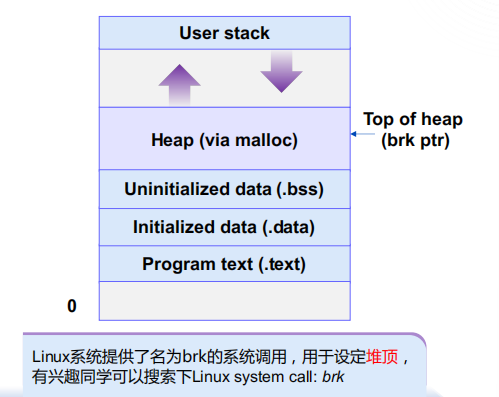 User stack
Top of heap
(brk ptr)
Heap (via malloc)
Uninitialized data (.bss)
Initialized data (.data)
Program text (.text)
0
Linux系统提供了名为brk的系统调用，用于设定堆顶，
有兴趣同学可以搜索下Linux system call: brk